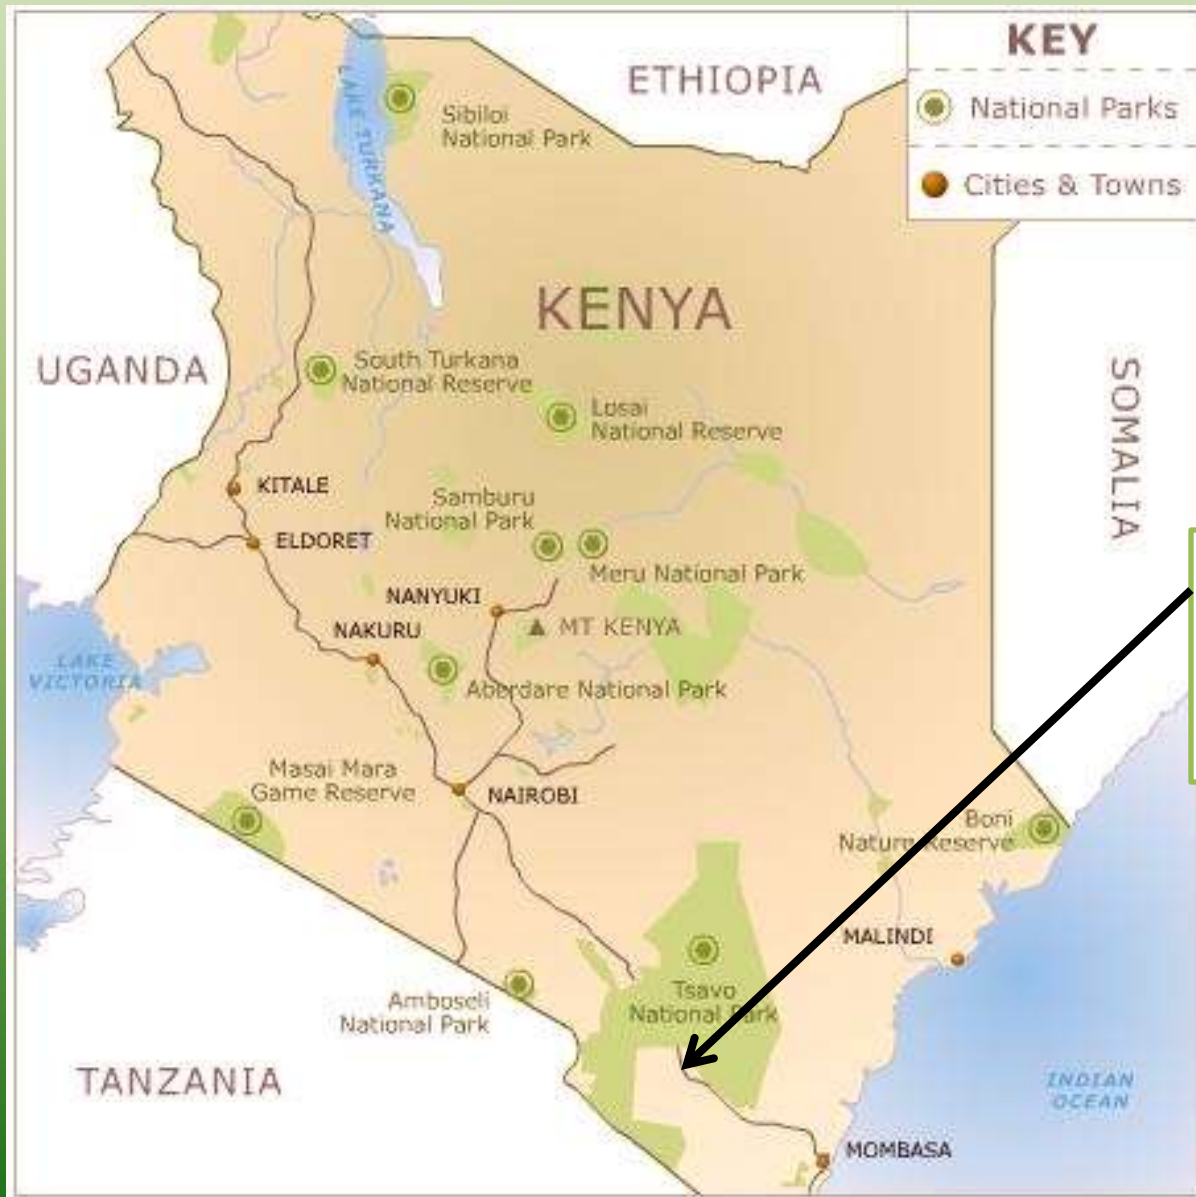 KEY
National Parks
Cities & Towns
ETHIOPIA
Sibiloi
National Park
LAKE TURKANA
KENYA
UGANDA
South Turkana
National Reserve
Losai
National Reserve
SOMALIA
KITALE
Samburu
National Park
ELDORET
Meru National Park
NANYUKI
MT KENYA
NAKURU
LAKE
VICTORIA
Aberdare National Park
Masai Mara
Game Reserve
NAIROBI
Boni
Nature Reserve
MALINDI
Tsavo
National Park
Amboseli
National Park
TANZANIA
INDIAN
OCEAN
MOMBASA